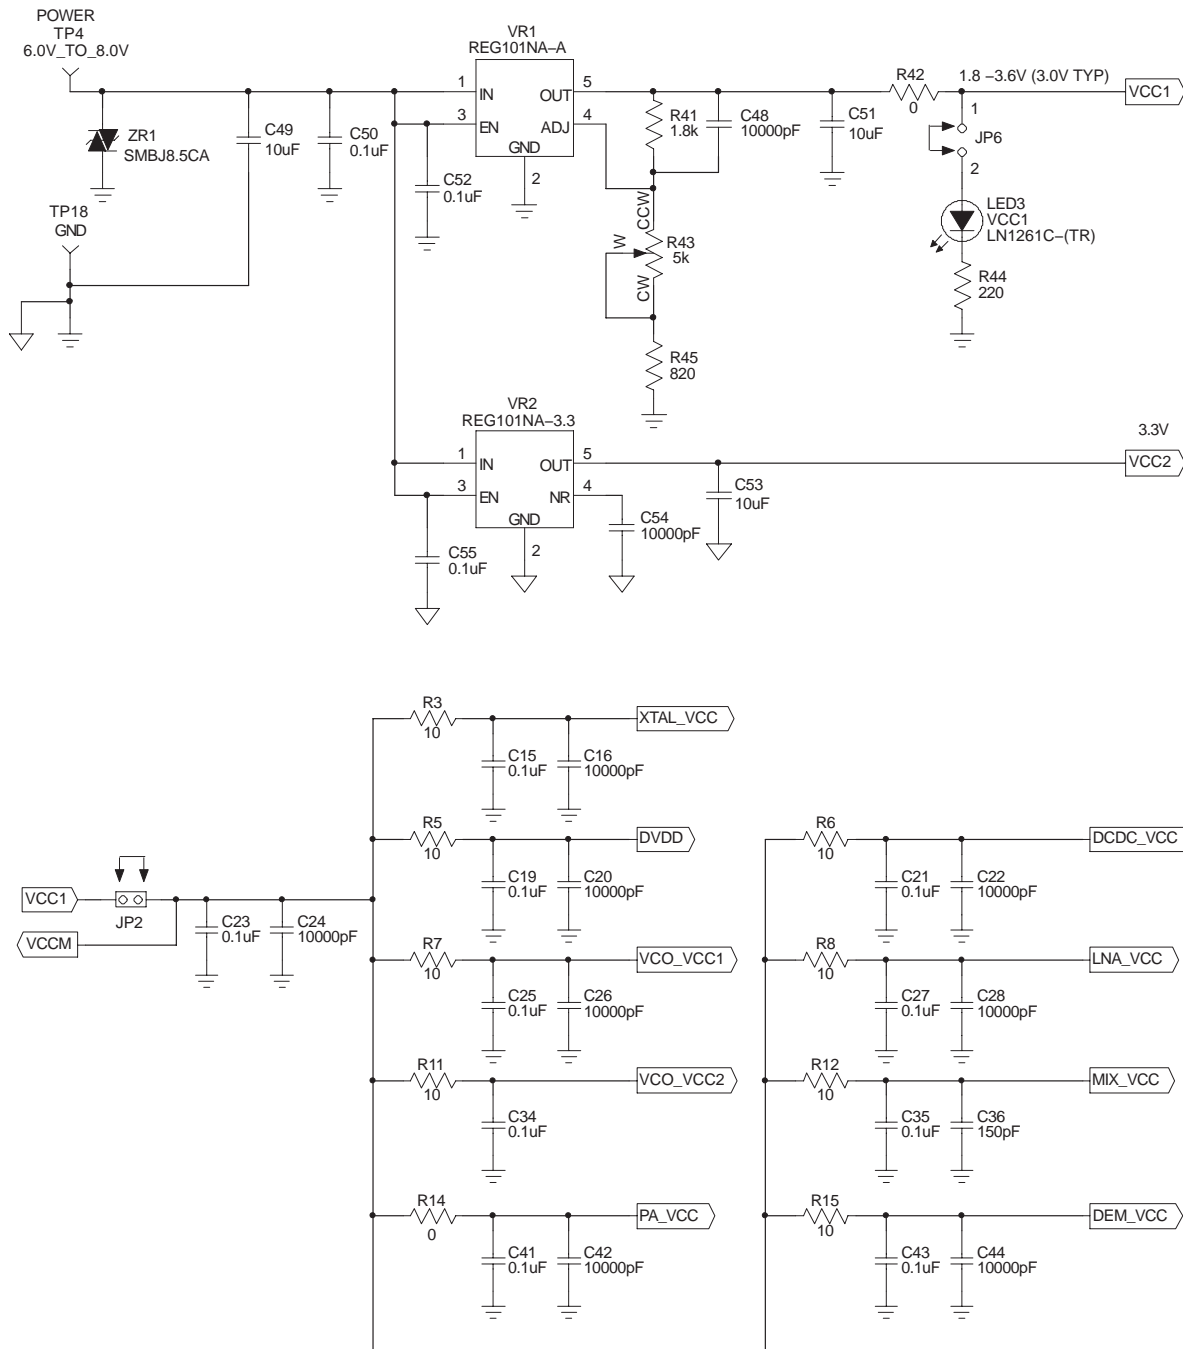 POWER
TP4
6.0V_TO_8.0V
VR1
REG101NA–A
1
IN
OUT
5
3
EN
ADJ
4
GND
2
ZR1
SMBJ8.5CA
C49
10uF
C50
0.1uF
C52
0.1uF
TP18
GND
R41
1.8k
C48
10000pF
C51
10uF
R42
0
1.8 –3.6V (3.0V TYP)
VCC1
1
JP6
2
LED3
VCC1
LN1261C–(TR)
R44
220
CCW
W
R43
5k
CW
R45
820
VR2
REG101NA–3.3
1
IN
OUT
5
3
EN
NR
4
GND
2
C55
0.1uF
C54
10000pF
C53
10uF
3.3V
VCC2
R3
10
XTAL_VCC
C15
0.1uF
C16
10000pF
R5
10
DVDD
C19
0.1uF
C20
10000pF
R6
10
DCDC_VCC
C21
0.1uF
C22
10000pF
VCC1
JP2
VCCM
C23
0.1uF
C24
10000pF
R7
10
VCO_VCC1
C25
0.1uF
C26
10000pF
R8
10
LNA_VCC
C27
0.1uF
C28
10000pF
R11
10
VCO_VCC2
C34
0.1uF
R12
10
MIX_VCC
C35
0.1uF
C36
150pF
R14
0
PA_VCC
C41
0.1uF
C42
10000pF
R15
10
DEM_VCC
C43
0.1uF
C44
10000pF